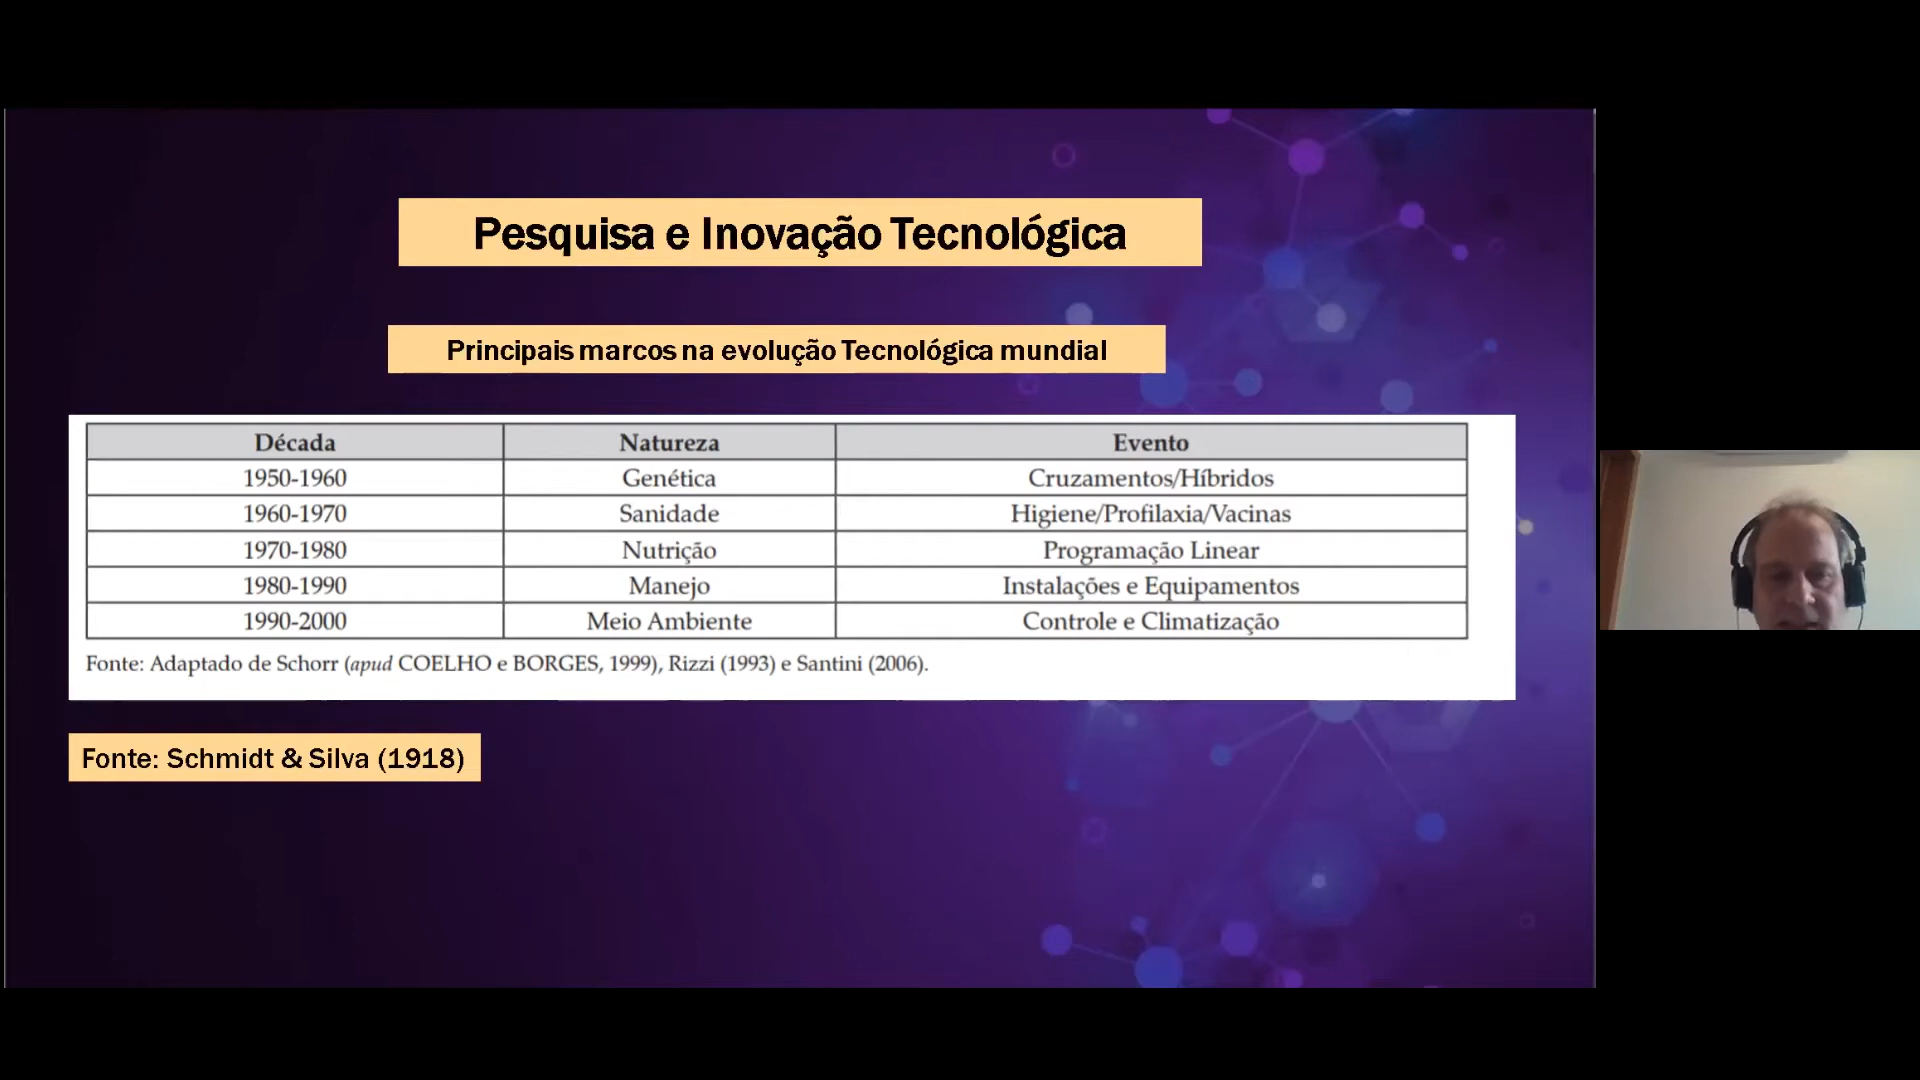 Pesquisa e Inovação Tecnológica
Principais marcos na evolução Tecnológica mundial
Década Natureza Evento
1950-1960 Genética Cruzamentos/Híbridos
1960-1970 Sanidade Higiene/Profilaxia/Vacinas
1970-1980 Nutrição Programação Linear
1980-1990 Manejo Instalações e Equipamentos
1990-2000 Meio Ambiente Controle e Climatização
Fonte: Adaptado de Schorr (apud COELHO e BORGES, 1999), Rizzi (1993) e Santini (2006).
Fonte: Schmidt & Silva (1918)